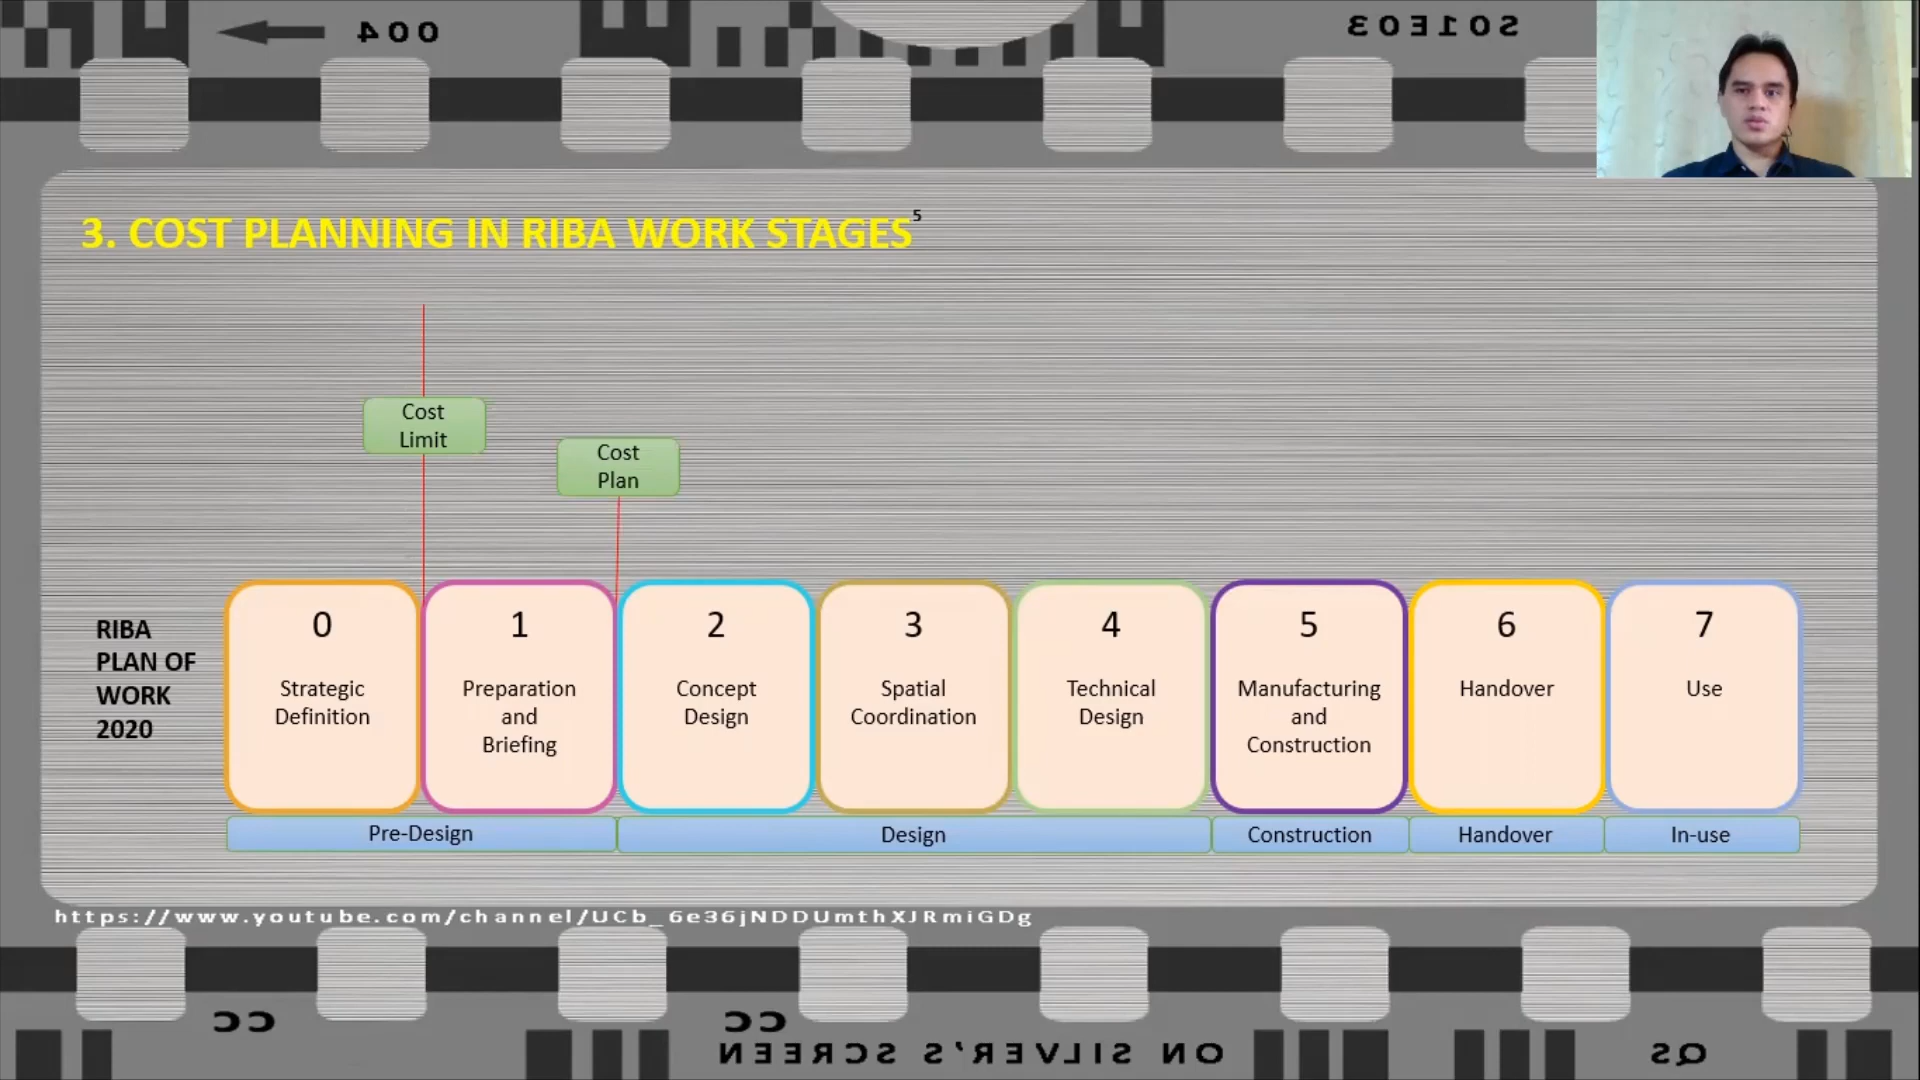 004
S01E03
3. COST PLANNING IN RIBA WORK STAGES5
Cost
Limit
Cost
Plan
RIBA
PLAN OF
WORK
2020
0
Strategic
Definition
1
Preparation
and
Briefing
2
Concept
Design
3
Spatial
Coordination
4
Technical
Design
5
Manufacturing
and
Construction
6
Handover
7
Use
Pre-Design
Design
Construction
Handover
In-use
https://www.youtube.com/channel/UCb_6e36jNDDUmthXJRmiGDg
CC
CC
ON SILVER'S SCREEN
QS